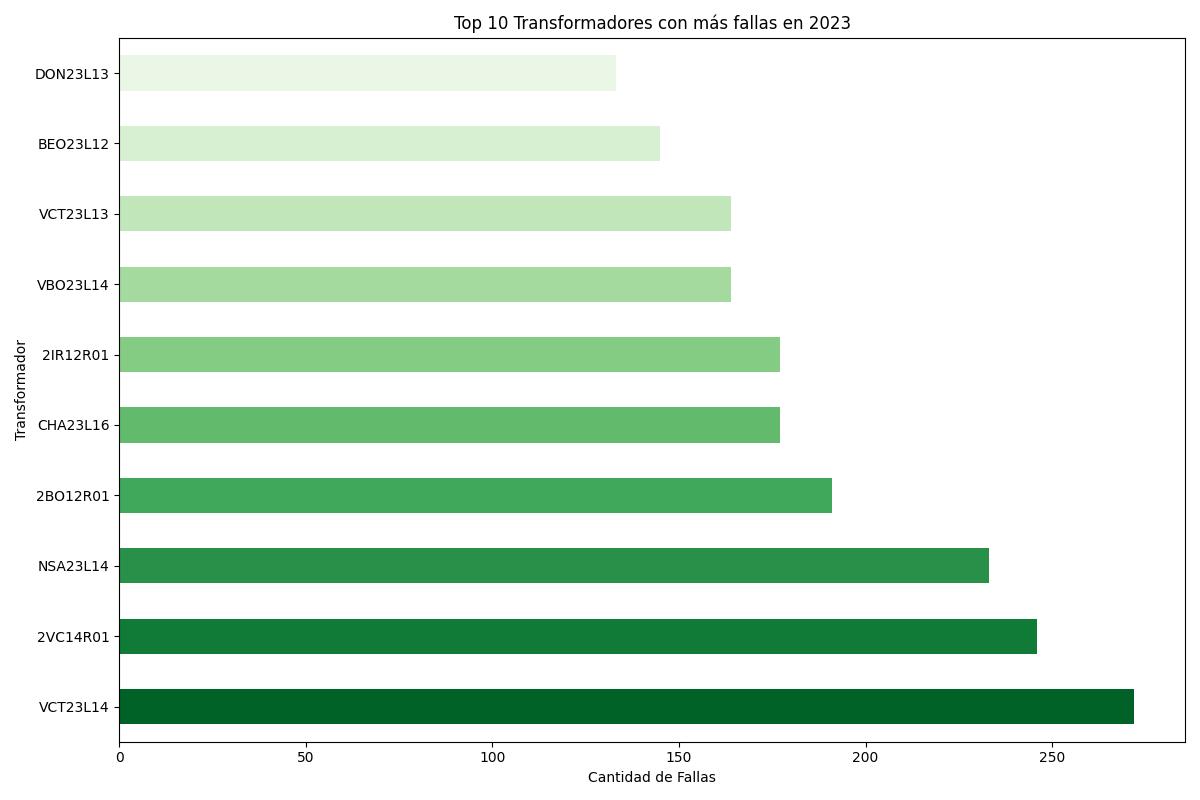 Top 10 Transformadores con más fallas en 2023
DON23L13
BEO23L12
VCT23L13
VBO23L14
2IR12R01
CHA23L16
2BO12R01
NSA23L14
2VC14R01
VCT23L14
Transformador
0 50 100 150 200 250
Cantidad de Fallas